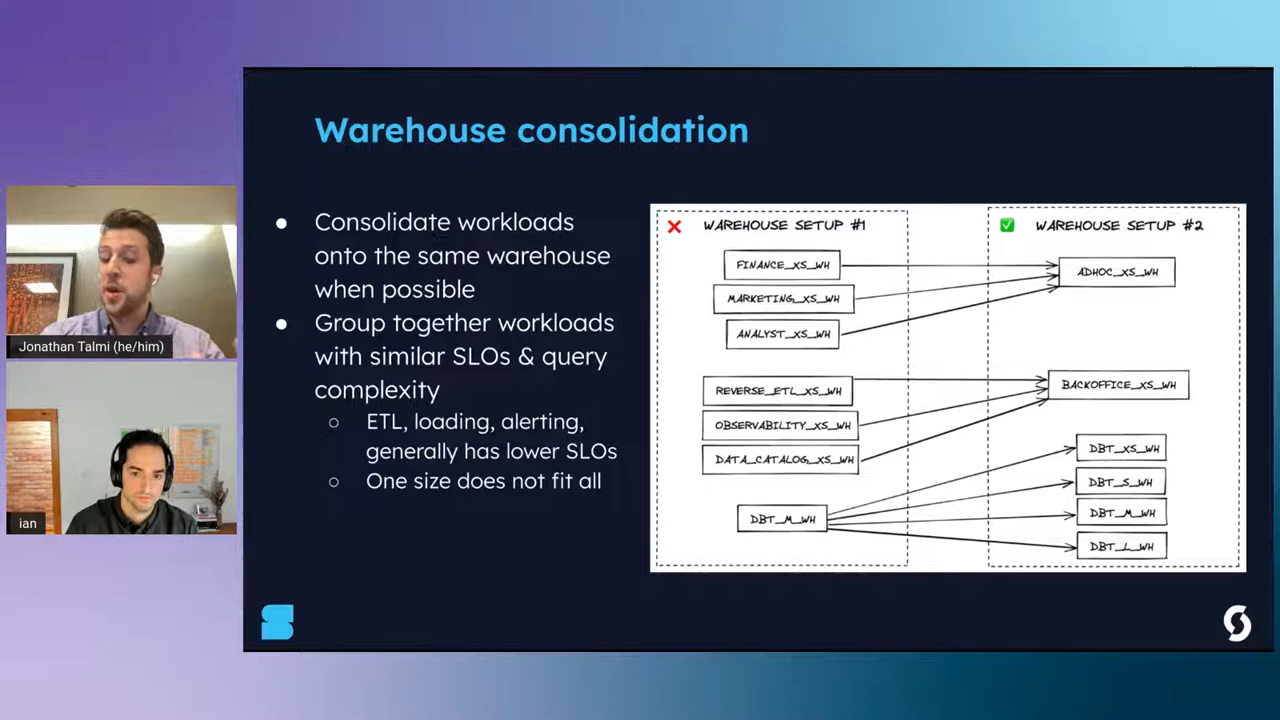 Warehouse consolidation
● Consolidate workloads
onto the same warehouse
when possible
● Group together workloads
with similar SLOs & query
complexity
○ ETL, loading, alerting,
generally has lower SLOs
○ One size does not fit all
WAREHOUSE SETUP #1
FINANCE_XS_WH
MARKETING_XS_WH
ANALYST_XS_WH
REVERSE_ETL_XS_WH
OBSERVABILITY_XS_WH
DATA_CATALOG_XS_WH
DBT_M_WH
WAREHOUSE SETUP #2
ADHOC_XS_WH
BACKOFFICE_XS_WH
DBT_XS_WH
DBT_S_WH
DBT_M_WH
DBT_L_WH
Jonathan Talmi (he/him)
ian